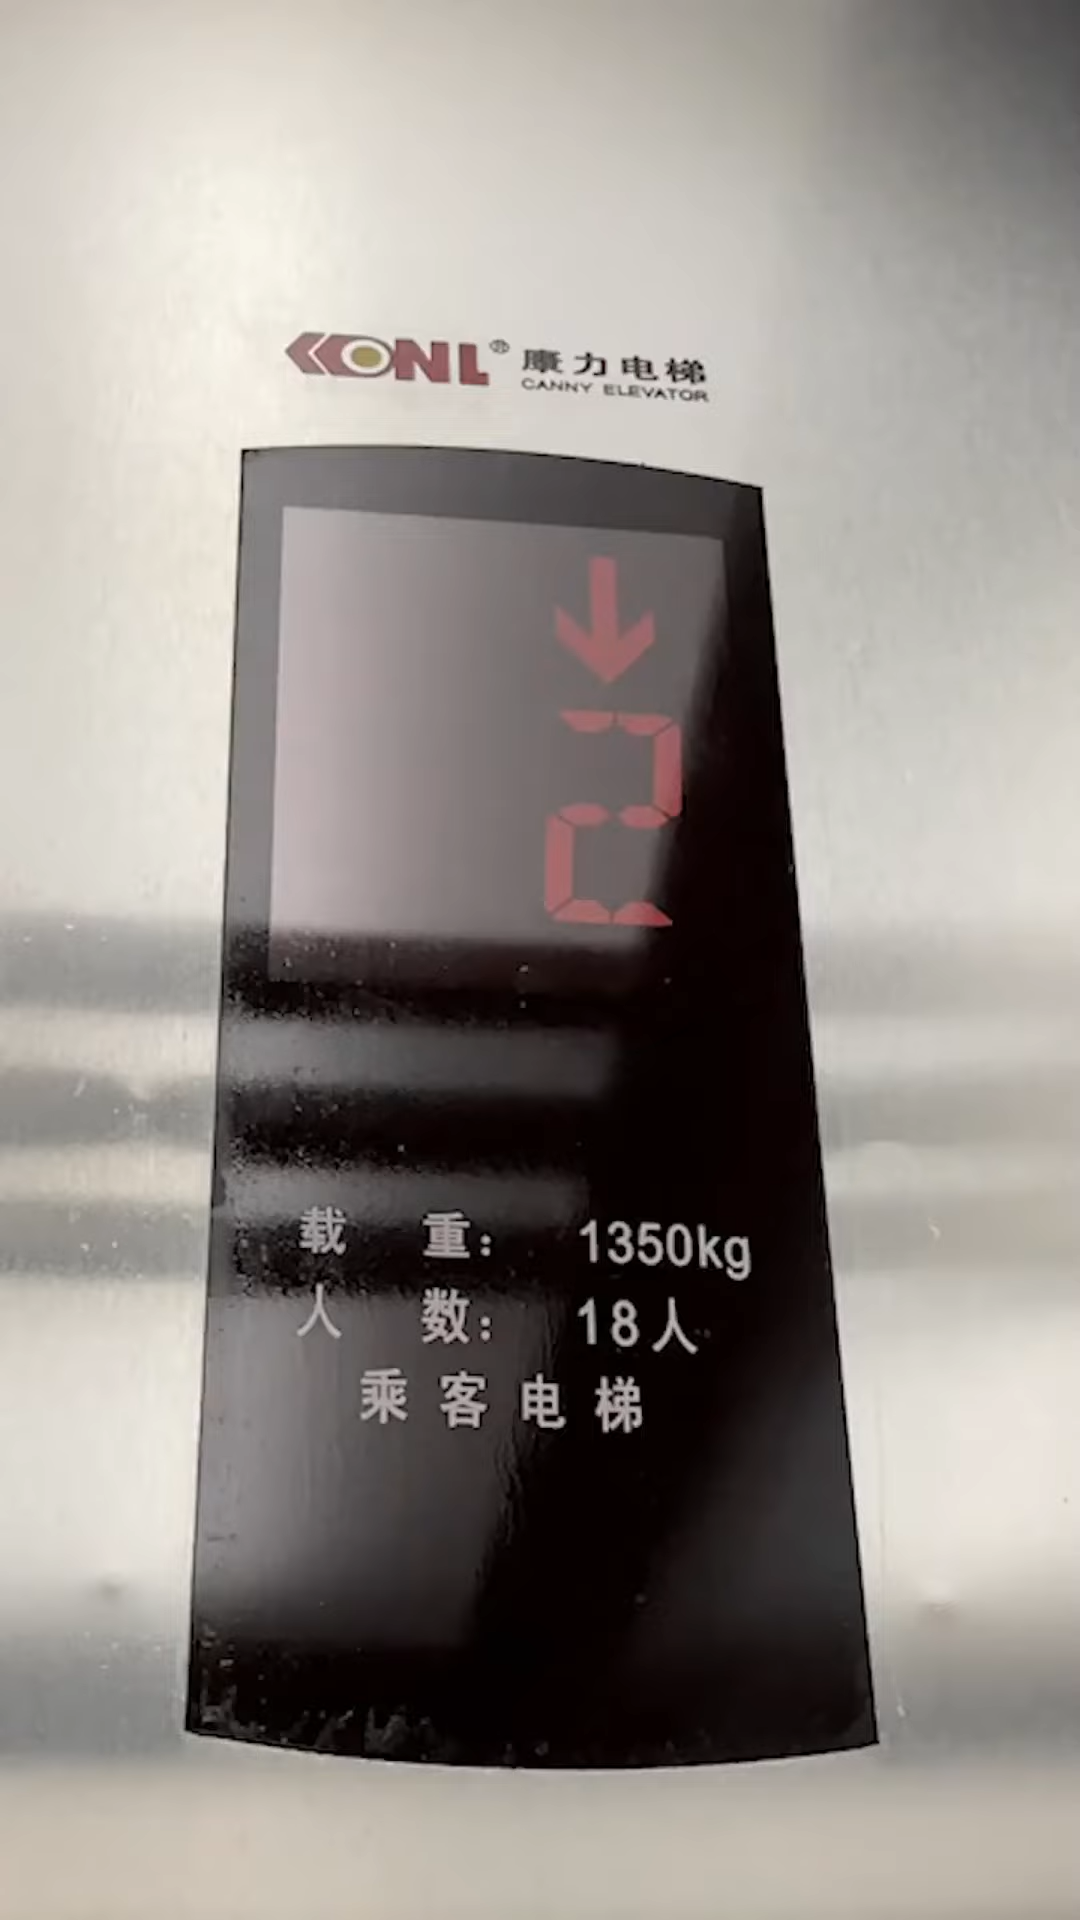 KONL® 康力电梯
CANNY ELEVATOR
↓
2
载 重： 1350kg
人 数： 18人
乘客电梯